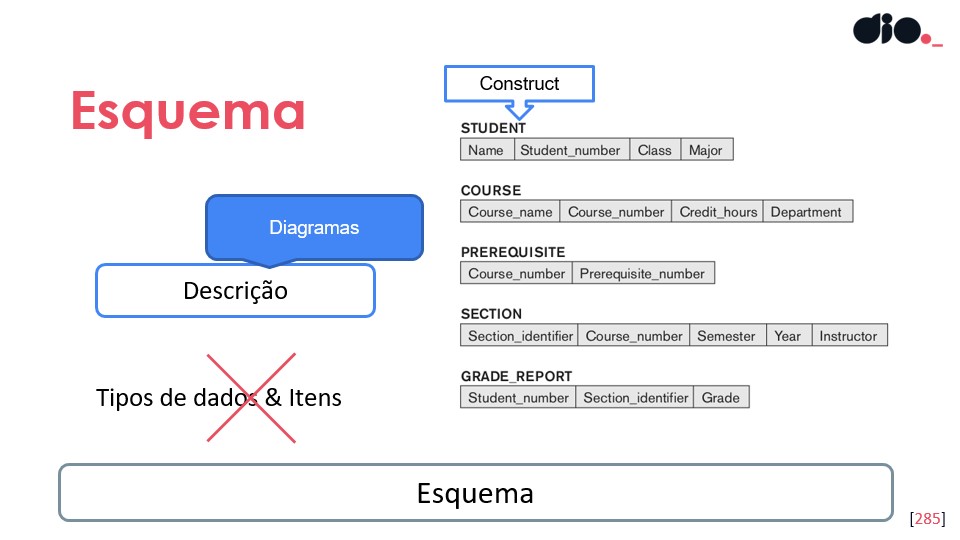 dio._
Esquema
Construct
STUDENT
Name Student_number Class Major
COURSE
Course_name Course_number Credit_hours Department
Diagramas
PREREQUISITE
Course_number Prerequisite_number
Descrição
SECTION
Section_identifier Course_number Semester Year Instructor
GRADE_REPORT
Student_number Section_identifier Grade
Tipos de dados & Itens
Esquema
[285]